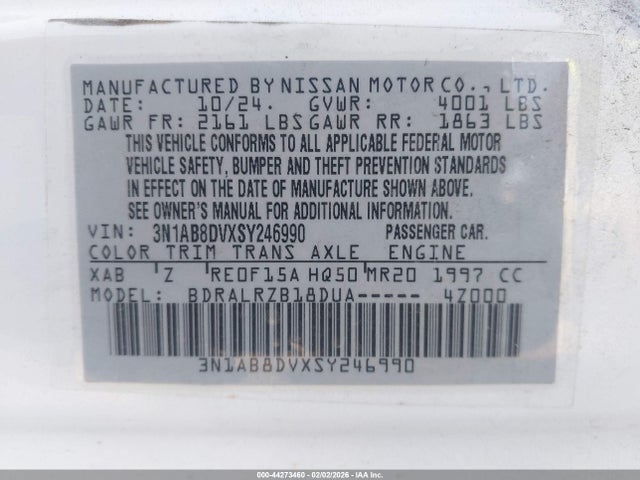 MANUFACTURED BY NISSAN MOTOR CO., LTD.
DATE: 10/24. GVWR: 4001 LBS
GAWR FR: 2161 LBS GAWR RR: 1863 LBS
THIS VEHICLE CONFORMS TO ALL APPLICABLE FEDERAL MOTOR
VEHICLE SAFETY, BUMPER AND THEFT PREVENTION STANDARDS
IN EFFECT ON THE DATE OF MANUFACTURE SHOWN ABOVE.
SEE OWNER'S MANUAL FOR ADDITIONAL INFORMATION.
VIN: 3N1AB8DVXSY246990 PASSENGER CAR.
COLOR TRIM TRANS AXLE ENGINE
XAB Z RE0F15A HQ50 MR20 1997 CC
MODEL: BDRALRZB18DUA----- 4Z000
3N1AB8DVXSY246990
000-44273460 - 02/02/2026 - IAA Holdings, LLC